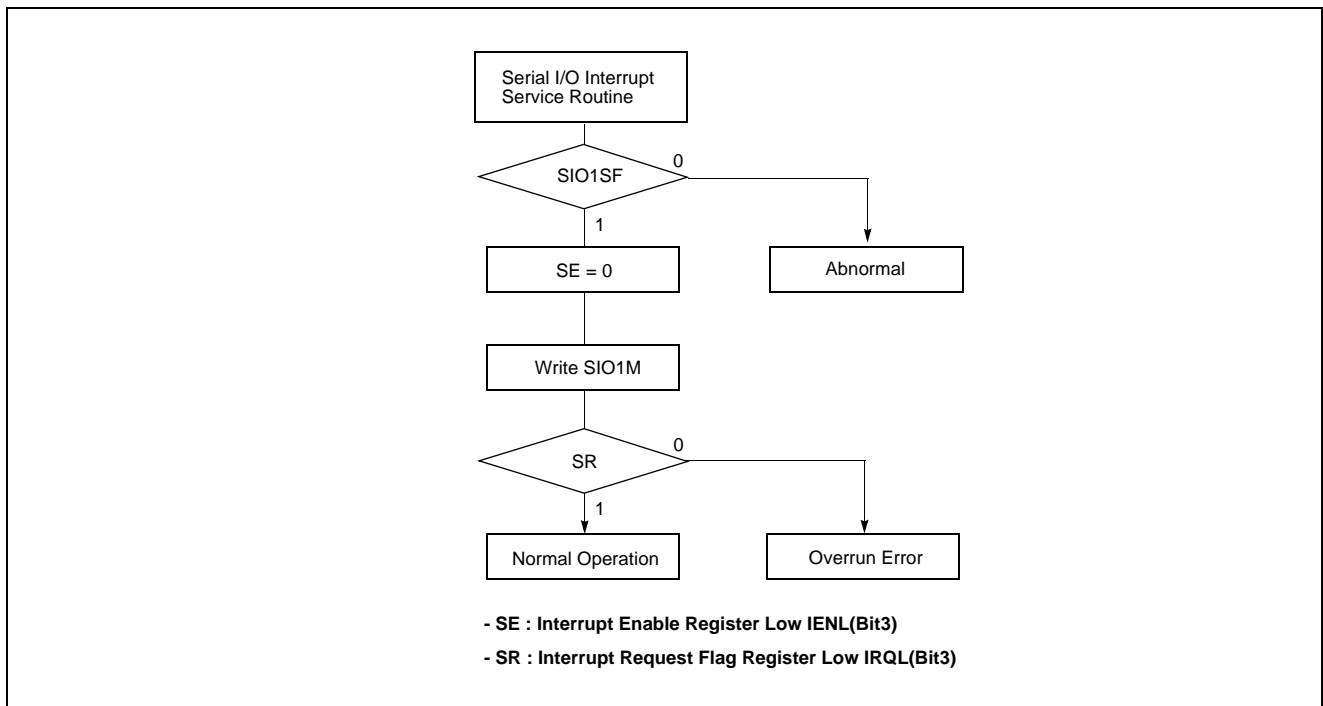 Serial I/O Interrupt
Service Routine
SIO1SF
0
1
SE = 0
Abnormal
Write SIO1M
SR
0
1
Normal Operation
Overrun Error
- SE : Interrupt Enable Register Low IENL(Bit3)
- SR : Interrupt Request Flag Register Low IRQL(Bit3)